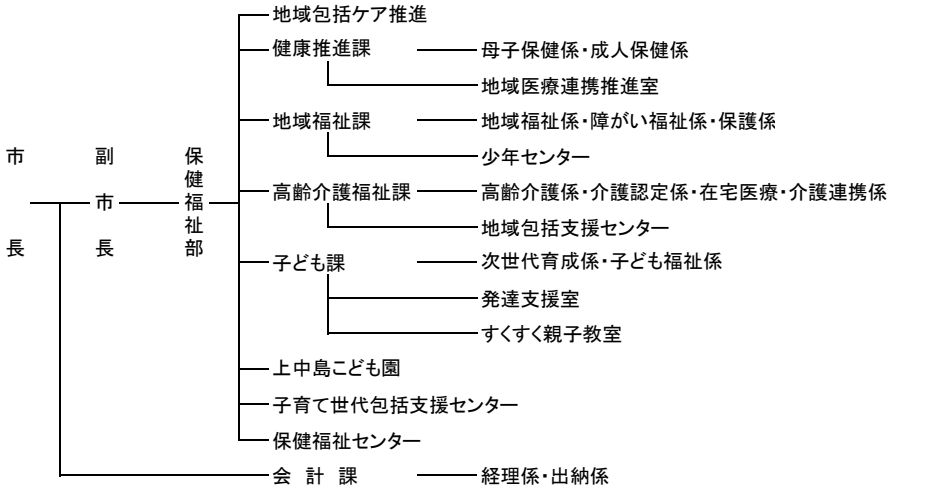 市長
副市長
保健福祉部
地域包括ケア推進
健康推進課 母子保健係・成人保健係
地域医療連携推進室
地域福祉課 地域福祉係・障がい福祉係・保護係
少年センター
高齢介護福祉課 高齢介護係・介護認定係・在宅医療・介護連携係
地域包括支援センター
子ども課 次世代育成係・子ども福祉係
発達支援室
すくすく親子教室
上中島こども園
子育て世代包括支援センター
保健福祉センター
会計課 経理係・出納係